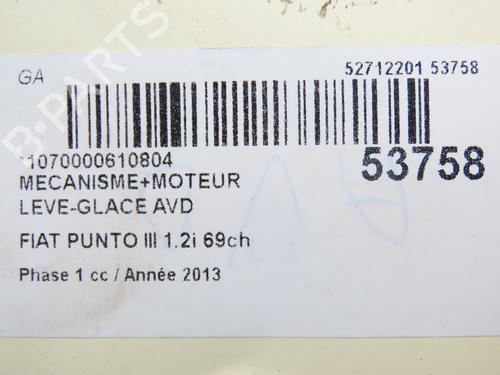 GA
52712201 53758
11070000610804
53758
MECANISME+MOTEUR
LEVE-GLACE AVD
FIAT PUNTO III 1.2i 69ch
Phase 1 cc / Année 2013
B-PARTS